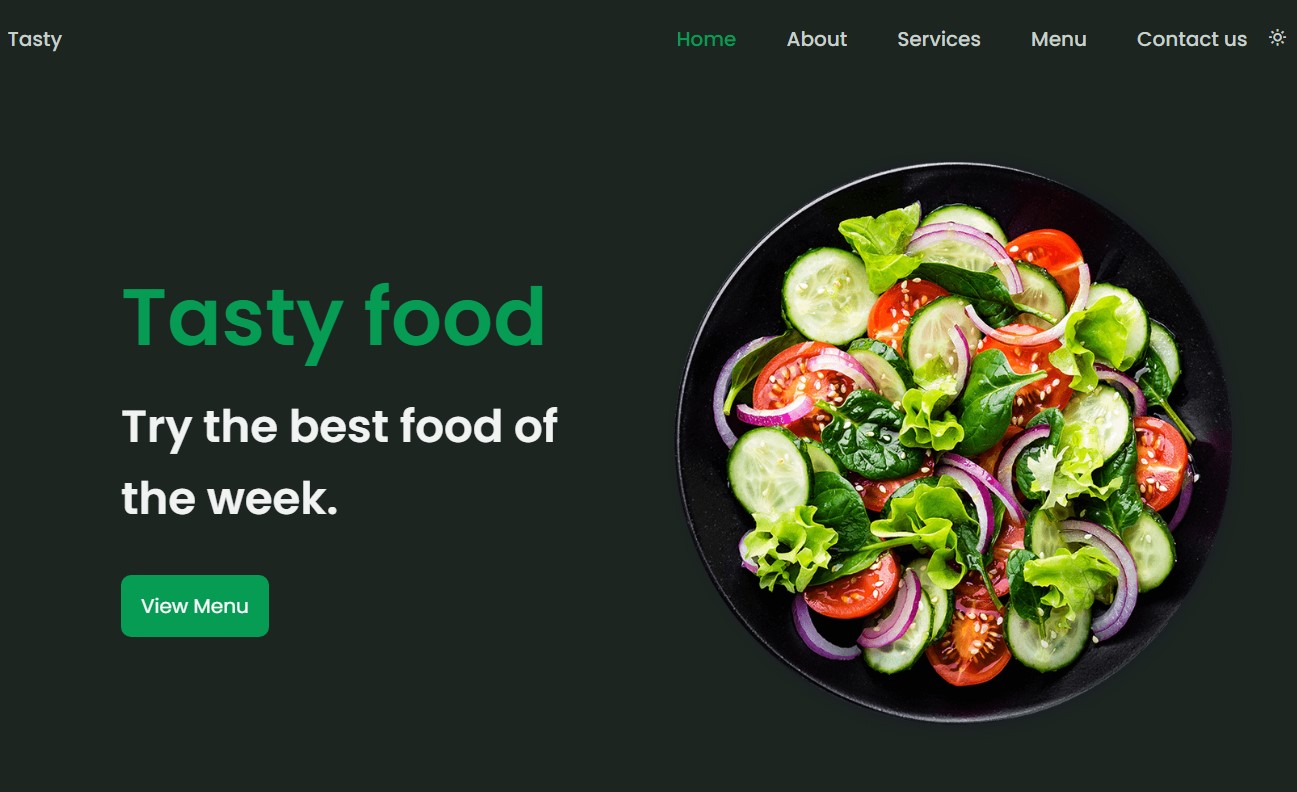 Tasty
Home About Services Menu Contact us
Tasty food
Try the best food of
the week.
View Menu